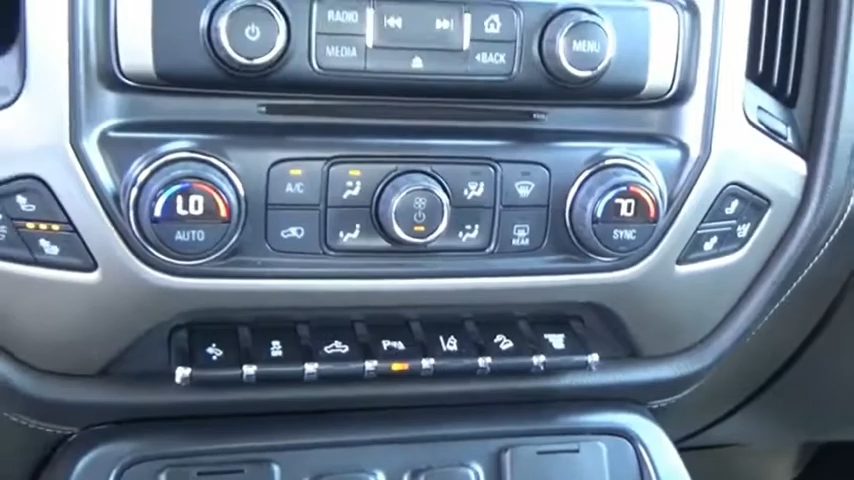 RADIO
MEDIA
BACK
MENU
A/C
LO
AUTO
REAR
70
SYNC